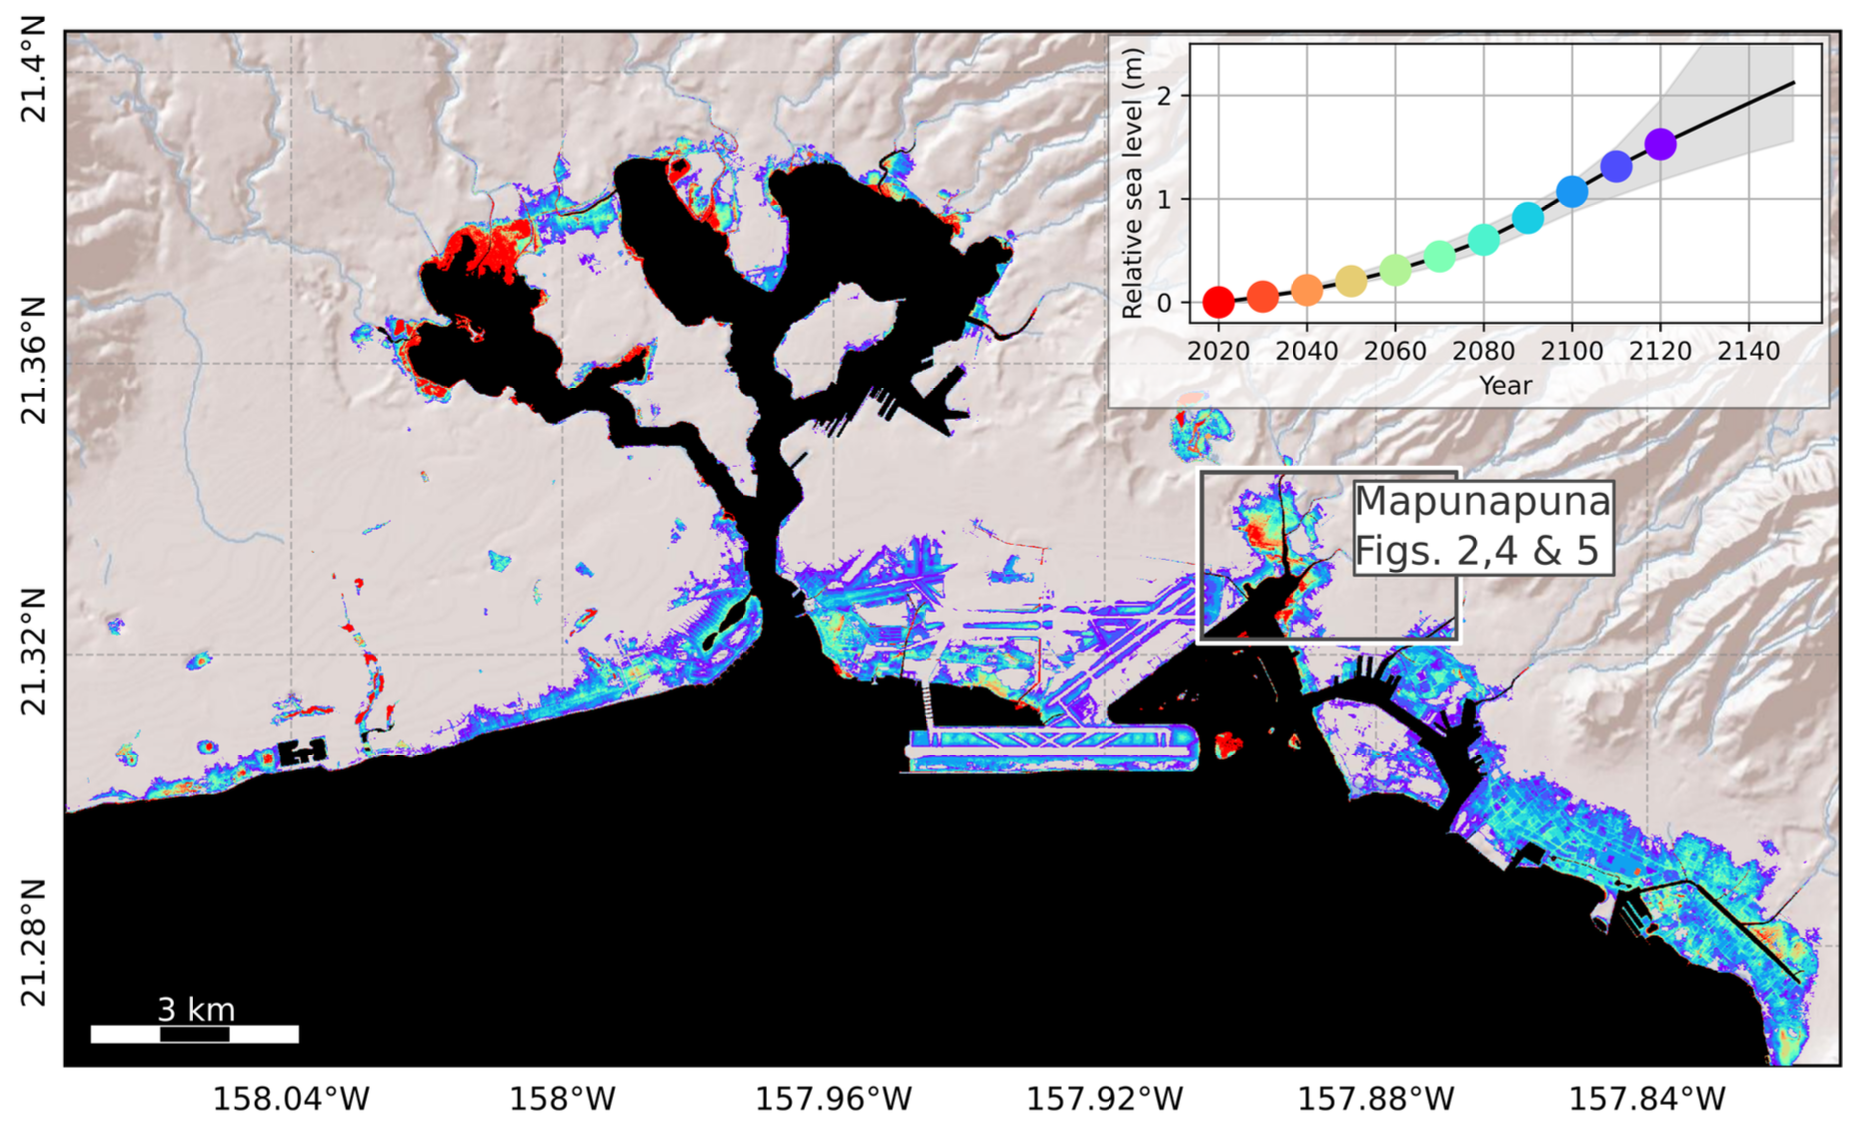 21.4°N
21.36°N
21.32°N
21.28°N
Relative sea level (m)
2
1
0
2020 2040 2060 2080 2100 2120 2140
Year
Mapunapuna
Figs. 2,4 & 5
3 km
158.04°W 158°W 157.96°W 157.92°W 157.88°W 157.84°W